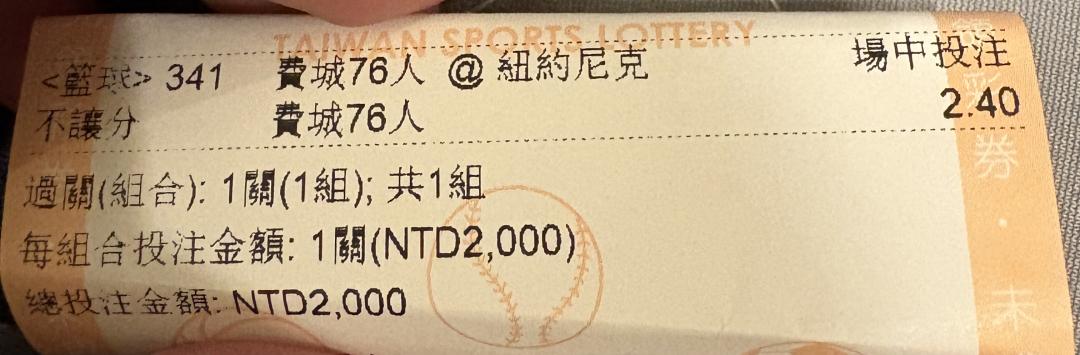 TAIWAN SPORTS LOTTERY
<籃球> 341 費城76人 @ 紐約尼克 場中投注
不讓分 費城76人 2.40
過關(組合): 1關(1組); 共1組
每組合投注金額: 1關(NTD2,000)
總投注金額: NTD2,000
彩券・未